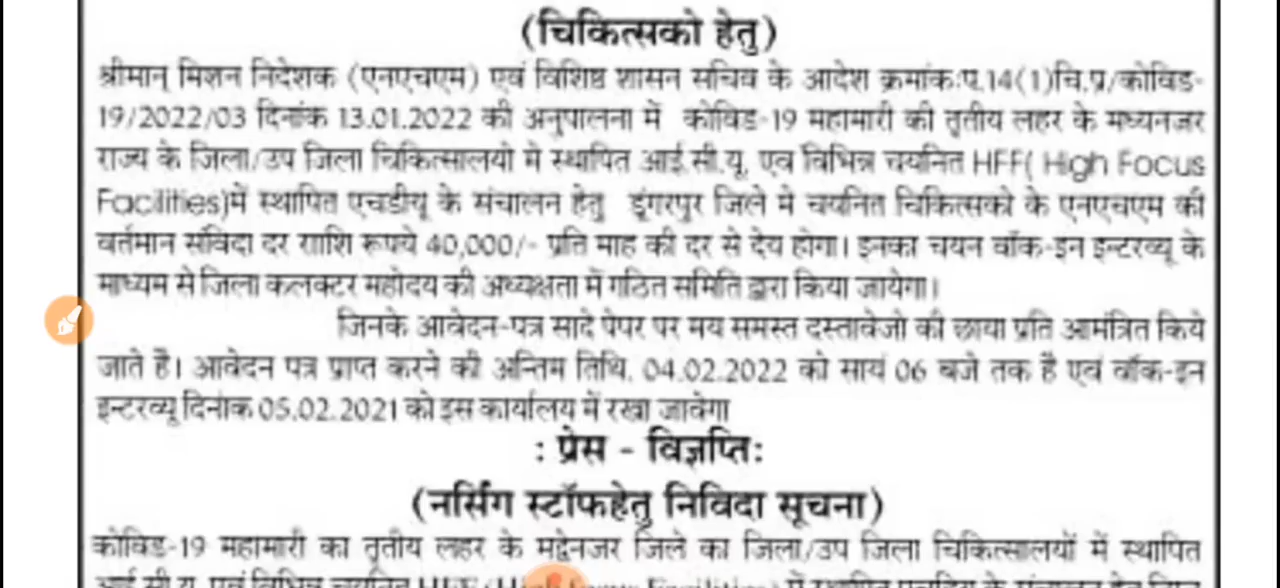 (चिकित्सको हेतु)
श्रीमान् मिशन निदेशक (एनएचएम) एवं विशिष्ठ शासन सचिव के आदेश क्रमांक:प.14(1)चि.प्र/कोविड-
19/2022/03 दिनांक 13.01.2022 की अनुपालना में कोविड-19 महामारी की तृतीय लहर के मध्यनजर
राज्य के जिला/उप जिला चिकित्सालयो मे स्थापित आई.सी.यू. एव विभिन्न चयनित HFF( High Focus
Facilities)में स्थापित एचडीयू के संचालन हेतु डूंगरपुर जिले मे चयनित चिकित्सको के एनएचएम की
वर्तमान संविदा दर राशि रूपये 40,000/- प्रति माह की दर से देय होगा। इनका चयन वॉक-इन इन्टरव्यू के
माध्यम से जिला कलक्टर महोदय की अध्यक्षता में गठित समिति द्वारा किया जायेगा।
जिनके आवेदन-पत्र सादे पेपर पर मय समस्त दस्तावेजो की छाया प्रति आमंत्रित किये
जाते है। आवेदन पत्र प्राप्त करने की अन्तिम तिथि. 04.02.2022 को सायं 06 बजे तक है एवं वॉक-इन
इन्टरव्यू दिनांक 05.02.2021 को इस कार्यालय में रखा जावेगा
: प्रेस - विज्ञप्ति:
(नर्सिंग स्टॉफहेतु निविदा सूचना)
कोविड-19 महामारी का तृतीय लहर के मद्देनजर जिले का जिला/उप जिला चिकित्सालयों में स्थापित